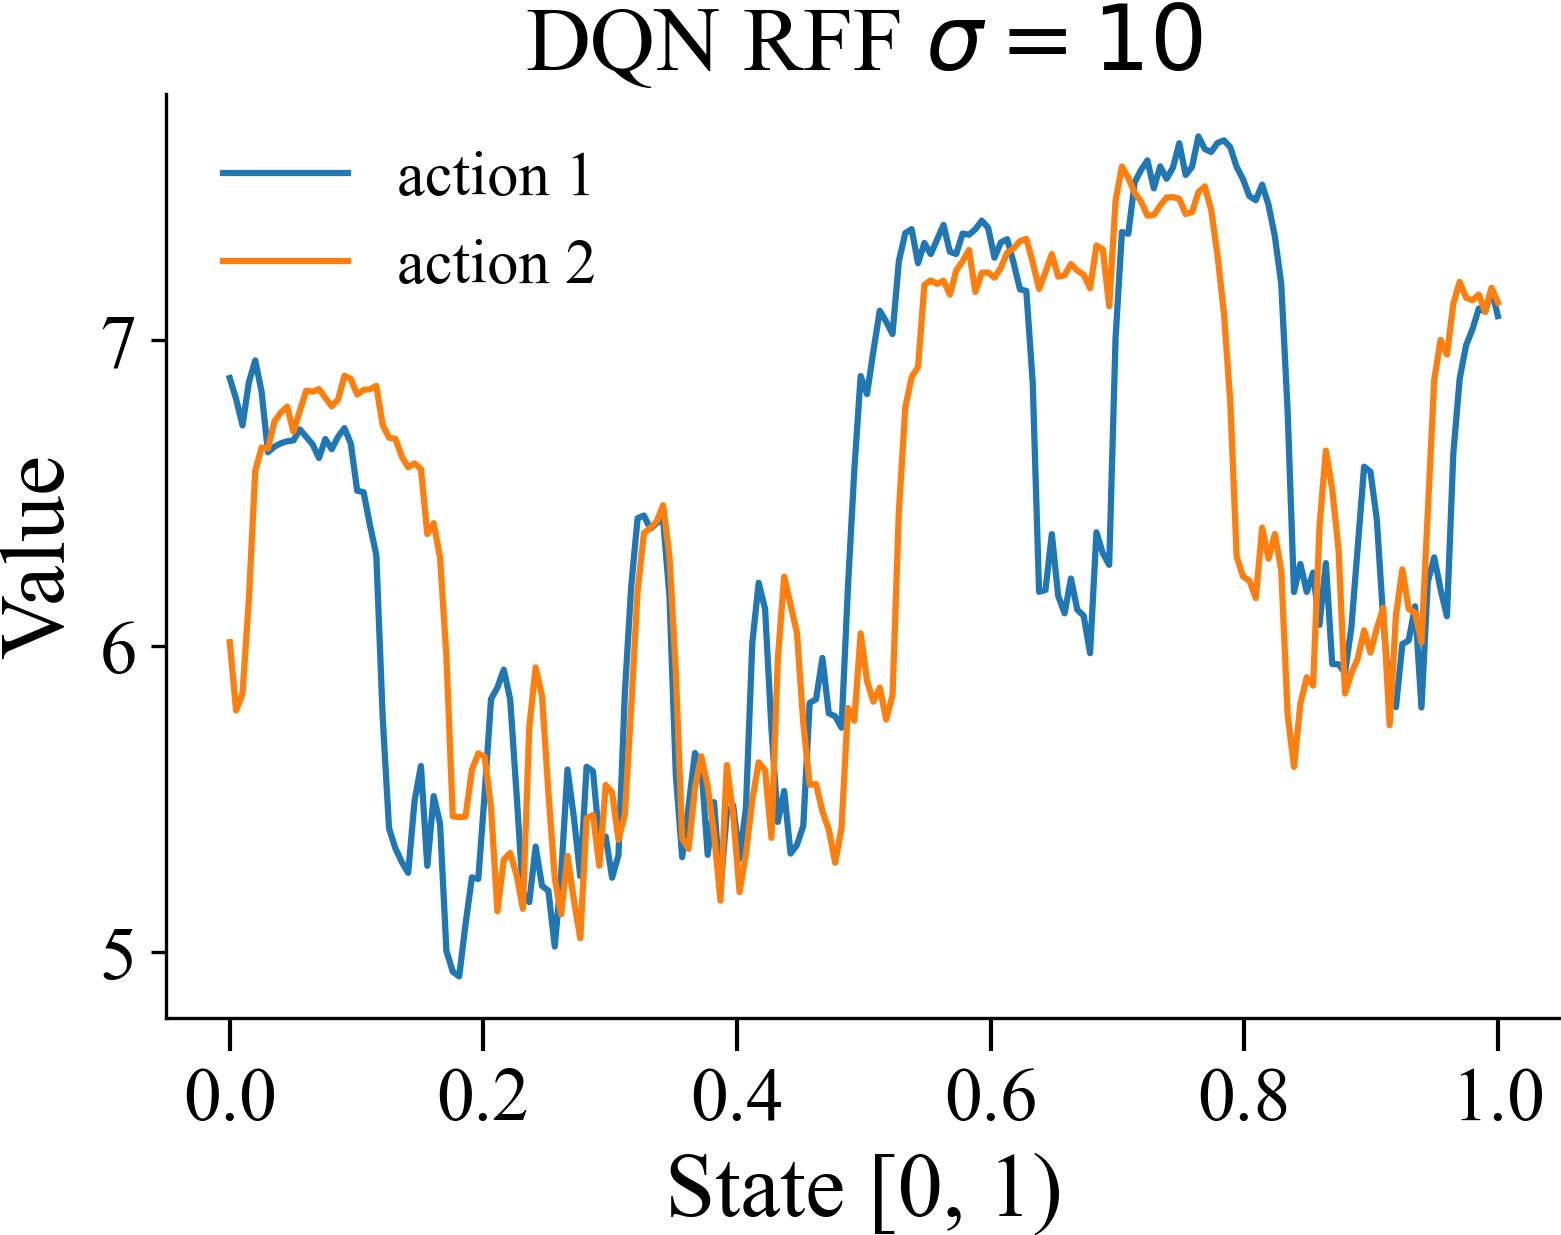 DQN RFF σ = 10
action 1
action 2
Value
7
6
5
0.0 0.2 0.4 0.6 0.8 1.0
State [0, 1)